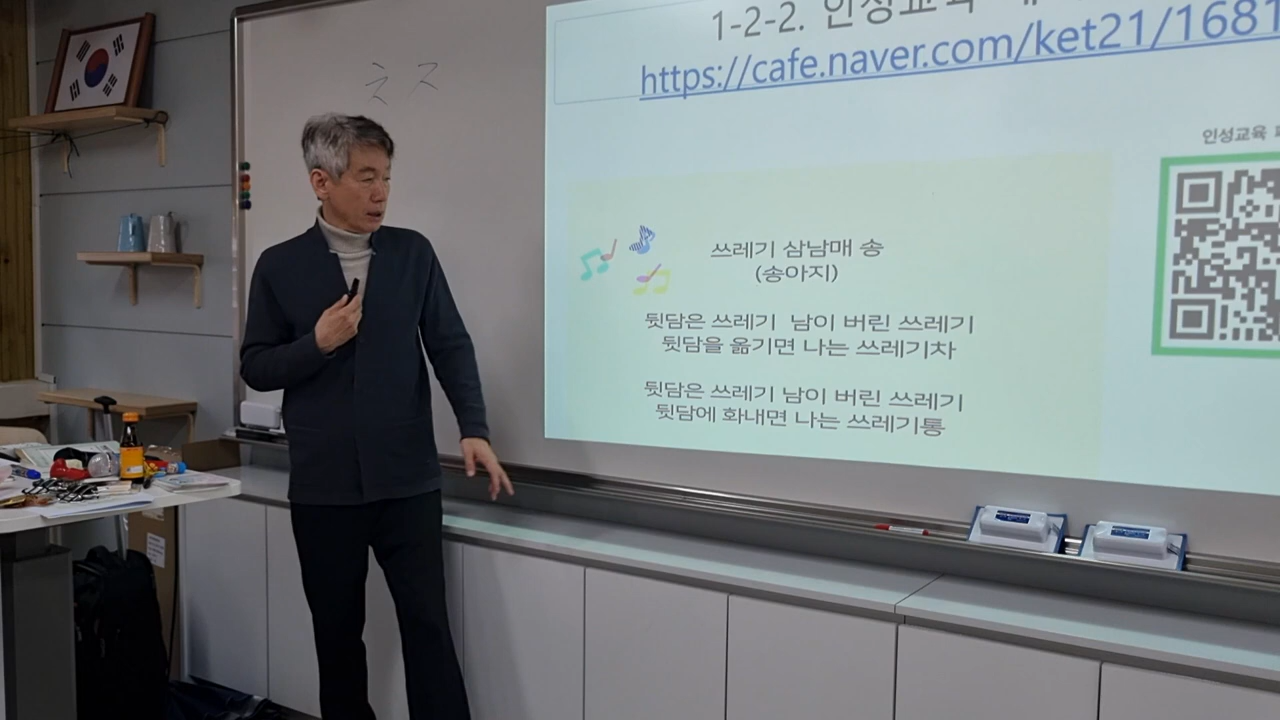 1-2-2. 인성교육
https://cafe.naver.com/ket21/1681
ㅊ ㅈ
인성교육
쓰레기 삼남매 송
(송아지)
뒷담은 쓰레기 남이 버린 쓰레기
뒷담을 옮기면 나는 쓰레기차
뒷담은 쓰레기 남이 버린 쓰레기
뒷담에 화내면 나는 쓰레기통